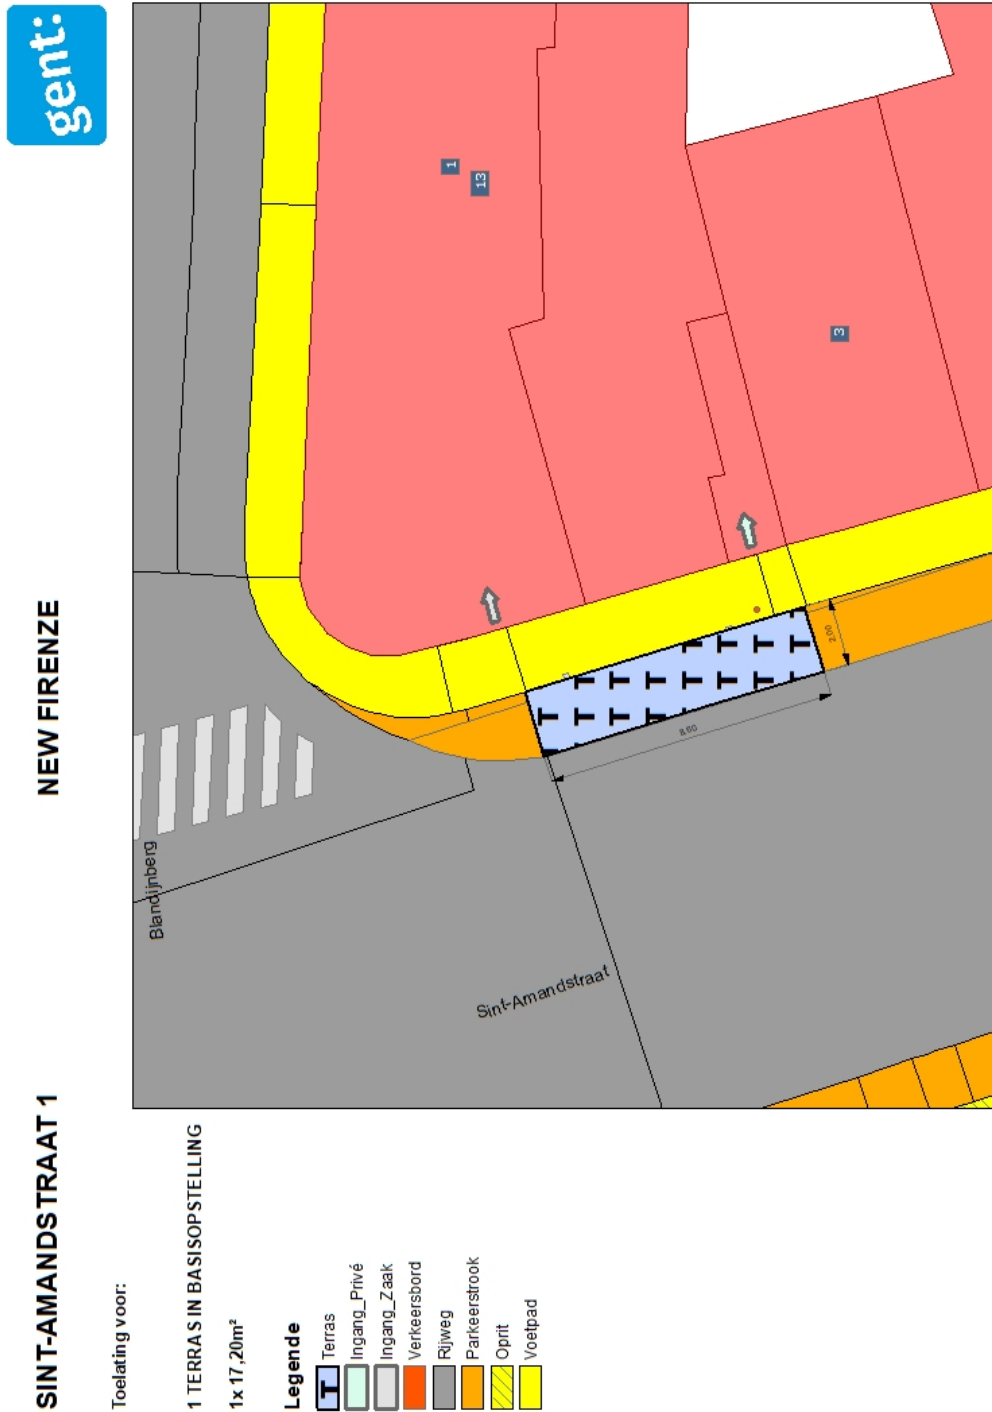 SINT-AMANDSTRAAT 1
NEW FIRENZE
gent:
Toelating voor:
1 TERRAS IN BASISOPSTELLING
1x 17,20m²
Legende
T Terras
Ingang_Privé
Ingang_Zaak
Verkeersbord
Rijweg
Parkeerstrook
Oprit
Voetpad
Blandijnberg
Sint-Amandstraat
1
13
3
8.60
2.00